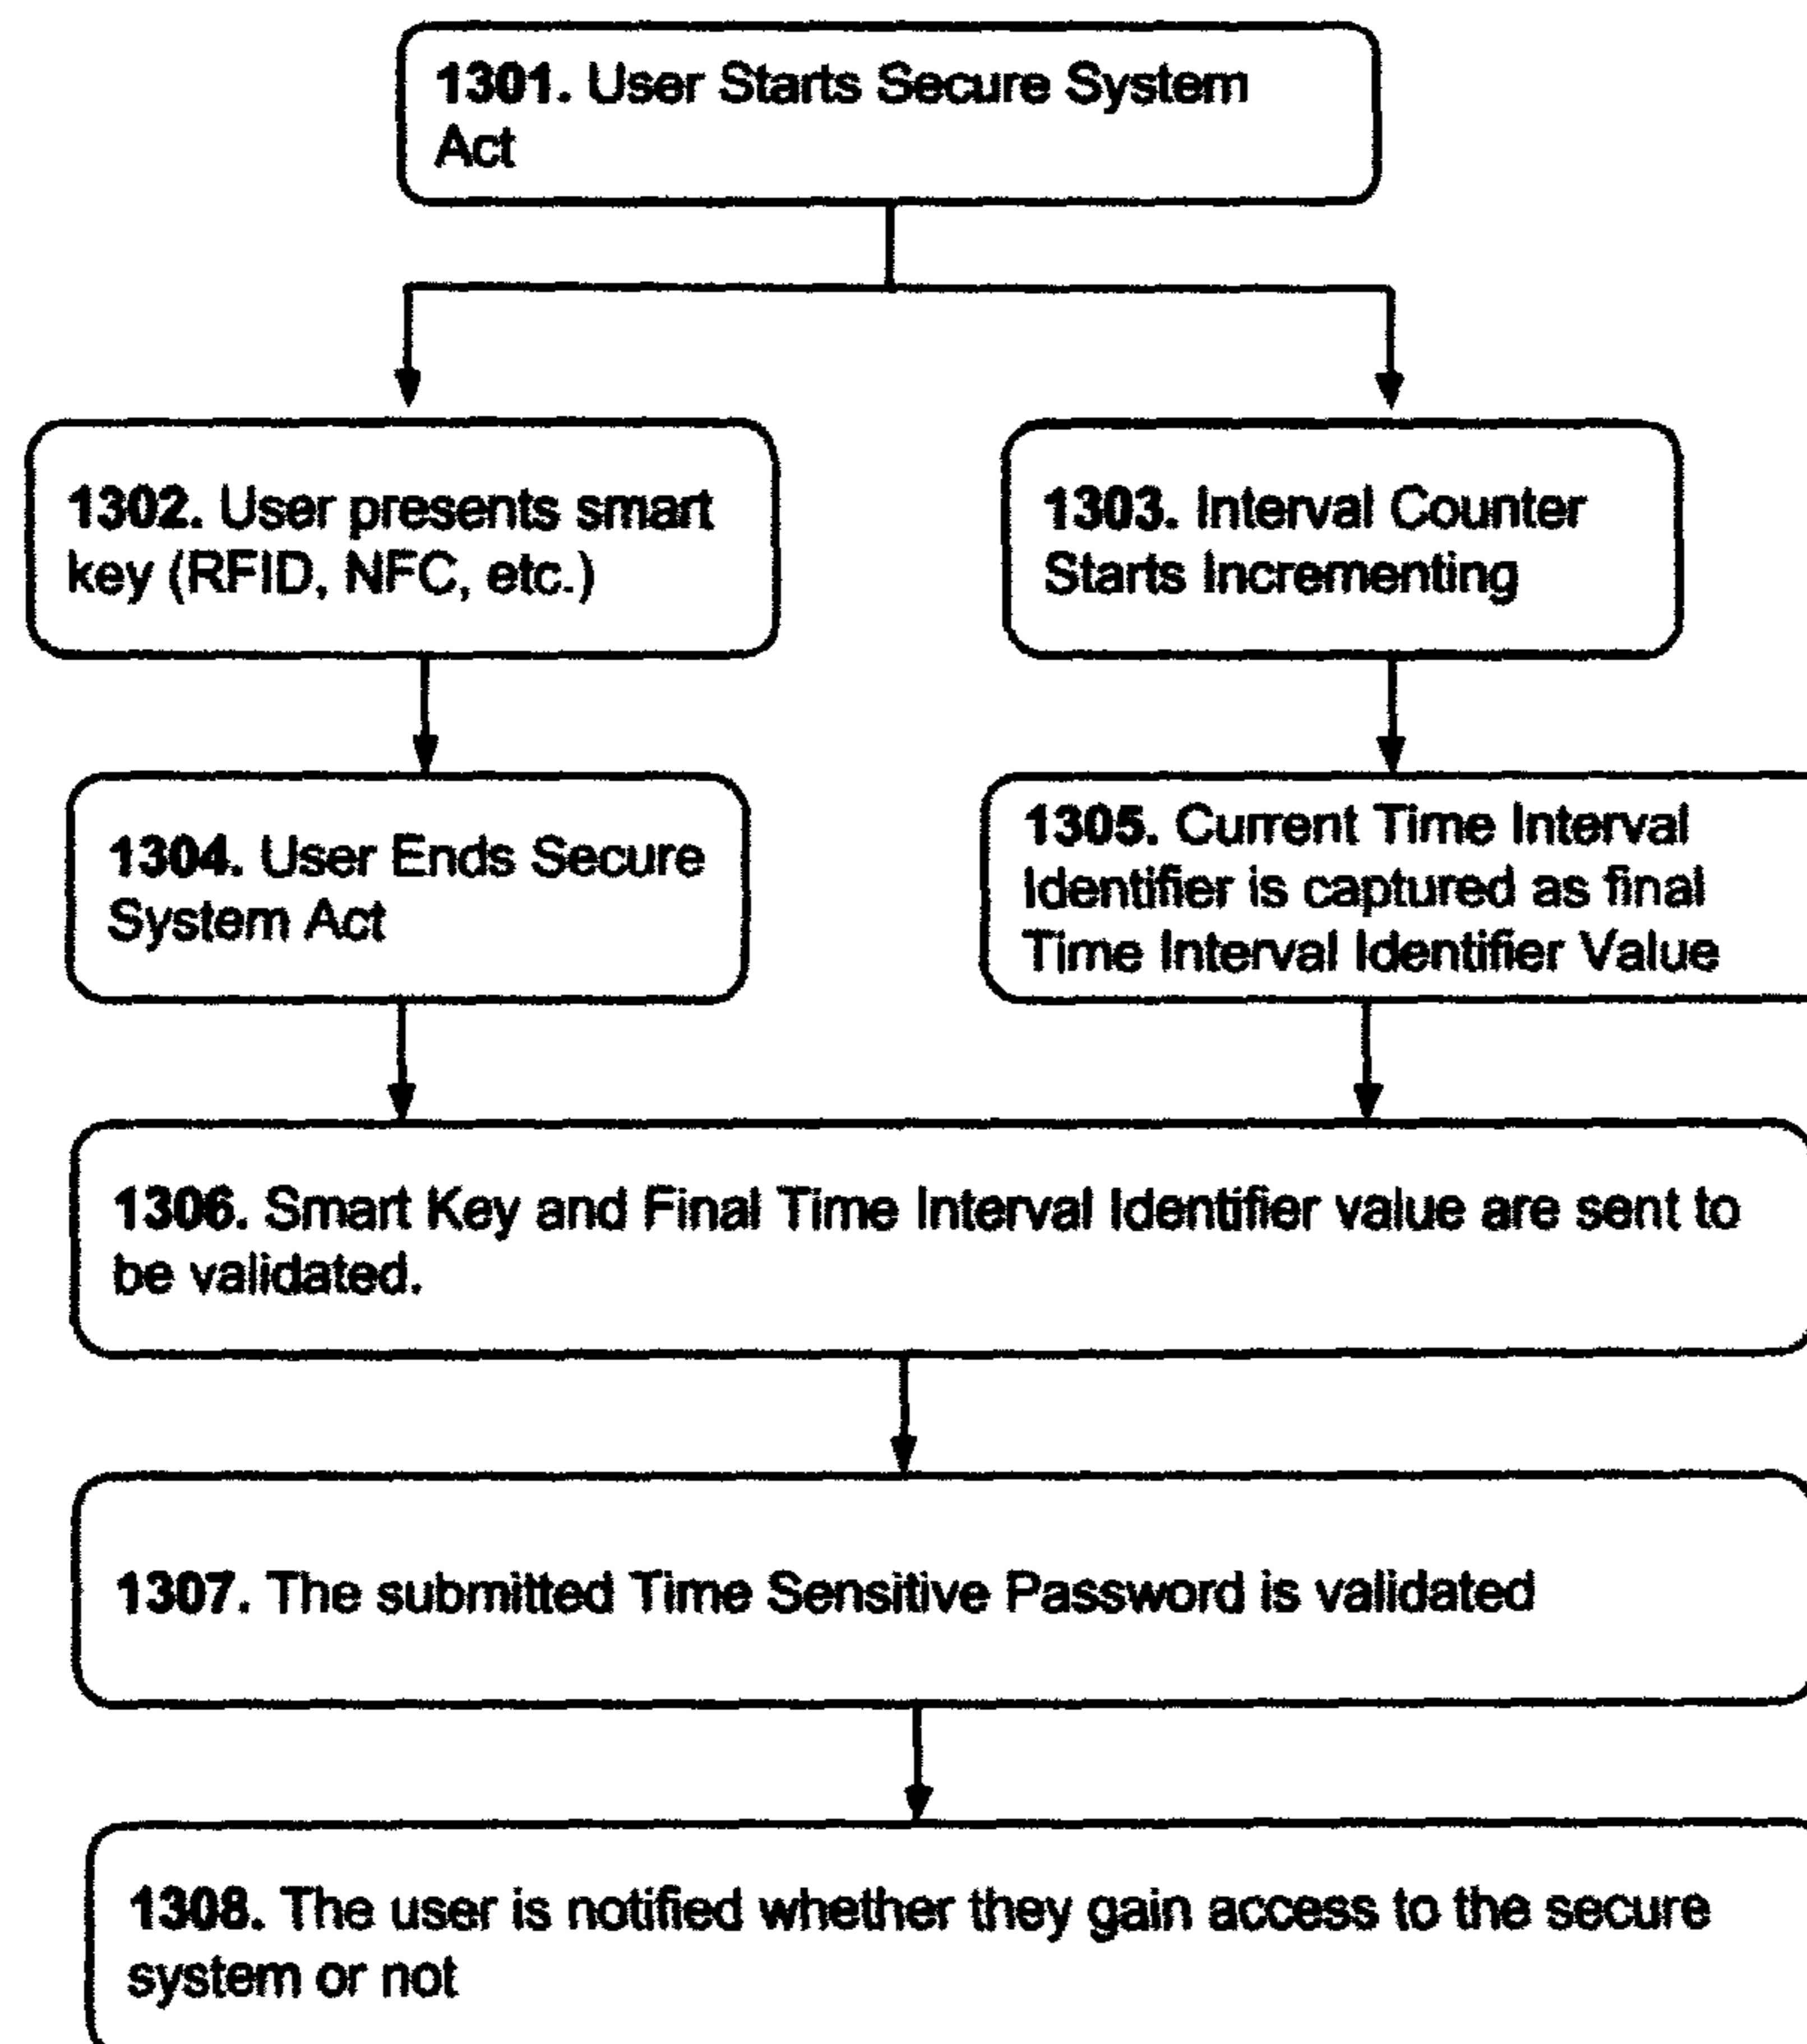 1301. User Starts Secure System
Act
1302. User presents smart
key (RFID, NFC, etc.)
1303. Interval Counter
Starts Incrementing
1304. User Ends Secure
System Act
1305. Current Time Interval
Identifier is captured as final
Time Interval Identifier Value
1306. Smart Key and Final Time Interval Identifier value are sent to
be validated.
1307. The submitted Time Sensitive Password is validated
1308. The user is notified whether they gain access to the secure
system or not